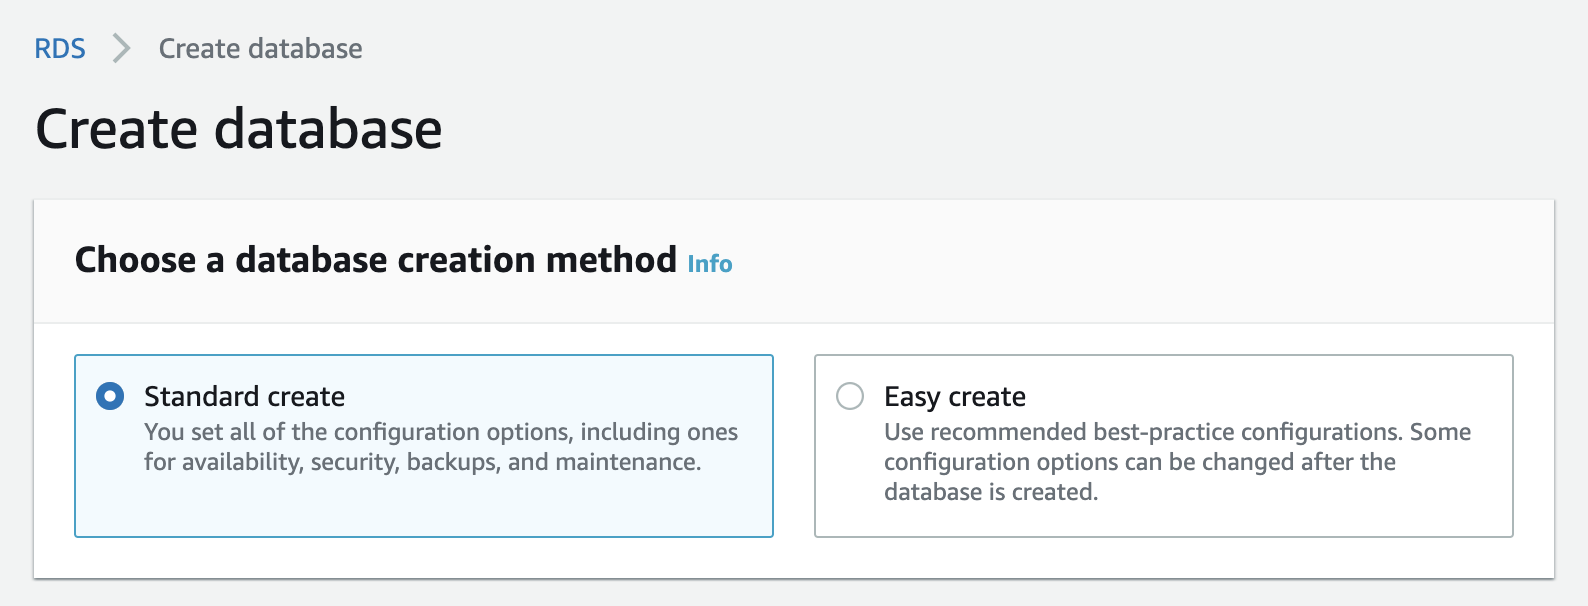 RDS Create database
Create database
Choose a database creation method Info
Standard create
You set all of the configuration options, including ones
for availability, security, backups, and maintenance.
Easy create
Use recommended best-practice configurations. Some
configuration options can be changed after the
database is created.